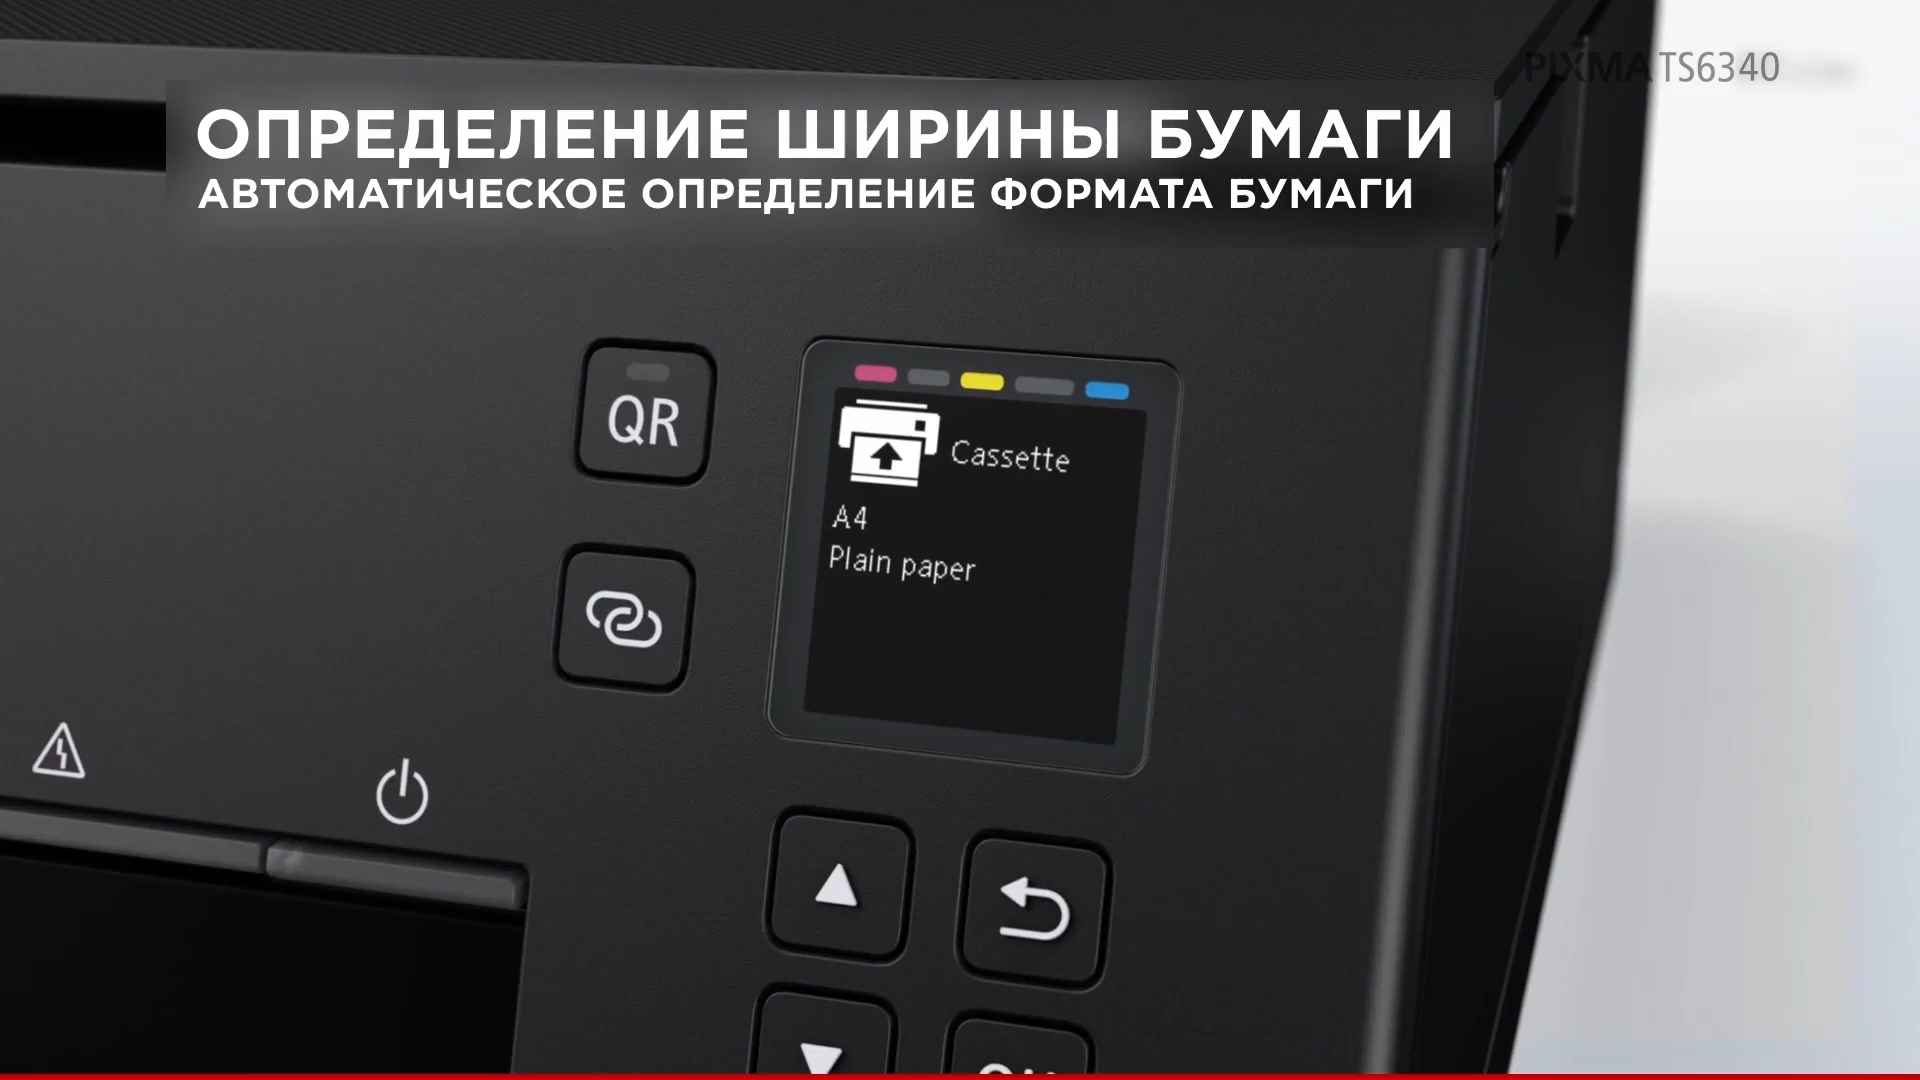 PIXMA TS6340
ОПРЕДЕЛЕНИЕ ШИРИНЫ БУМАГИ
АВТОМАТИЧЕСКОЕ ОПРЕДЕЛЕНИЕ ФОРМАТА БУМАГИ
QR
Cassette
A4
Plain paper